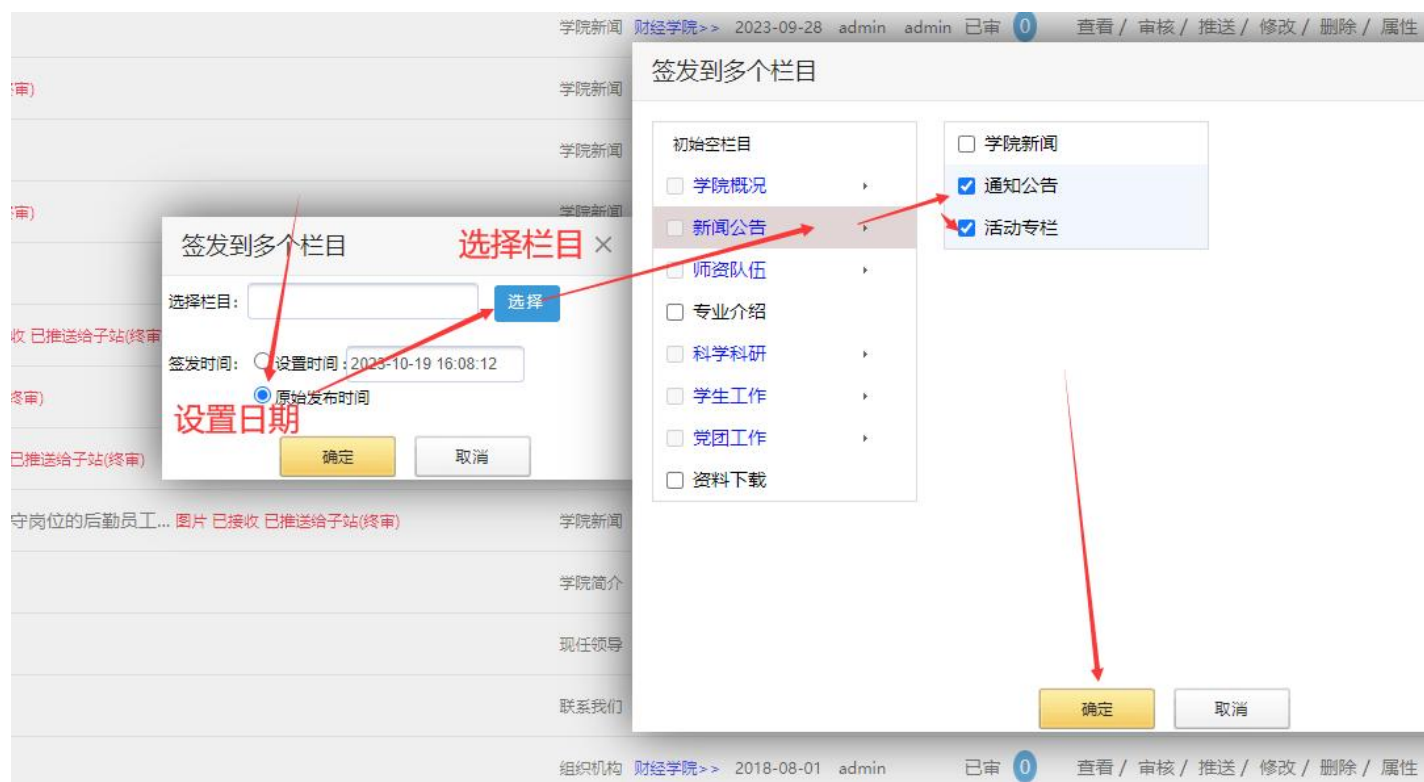 学院新闻 财经学院>> 2023-09-28 admin admin 已审 0 查看 / 审核 / 推送 / 修改 / 删除 / 属性
签发到多个栏目
审) 学院新闻
初始空栏目
学院新闻
学院新闻
学院概况
通知公告
审) 学院新闻
新闻公告
活动专栏
签发到多个栏目 选择栏目 ×
师资队伍
选择栏目: 选择
专业介绍
收 已推送给子站(终审
签发时间: 设置时间 : 2023-10-19 16:08:12
科学科研
终审)
原始发布时间
学生工作
设置日期
党团工作
已推送给子站(终审)
确定 取消
资料下载
守岗位的后勤员工... 图片 已接收 已推送给子站(终审) 学院新闻
学院简介
现任领导
联系我们
确定 取消
组织机构 财经学院>> 2018-08-01 admin 已审 0 查看 / 审核 / 推送 / 修改 / 删除 / 属性